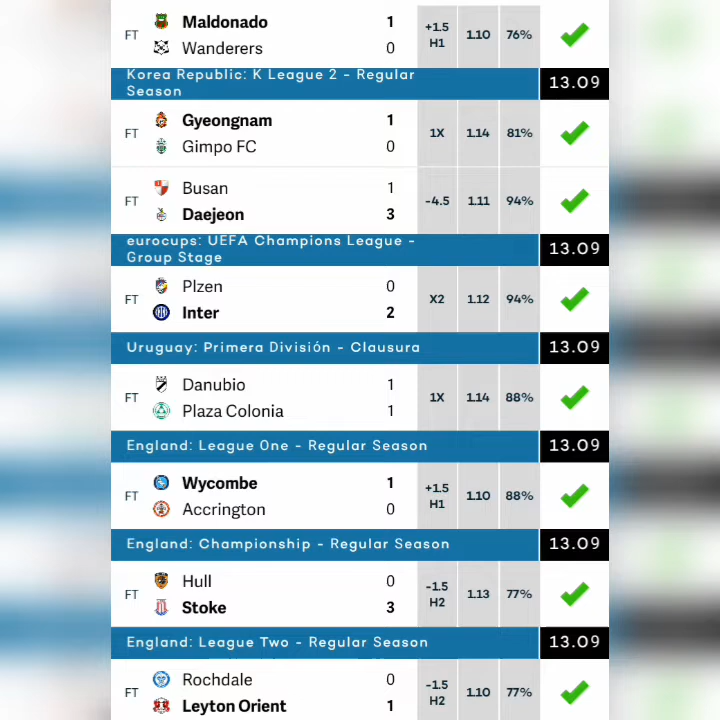 FT Maldonado 1 +1.5 1.10 76%
Wanderers 0 H1
Korea Republic: K League 2 - Regular 13.09
Season
FT Gyeongnam 1 1X 1.14 81%
Gimpo FC 0
FT Busan 1 -4.5 1.11 94%
Daejeon 3
eurocups: UEFA Champions League - 13.09
Group Stage
FT Plzen 0 X2 1.12 94%
Inter 2
Uruguay: Primera División - Clausura 13.09
FT Danubio 1 1X 1.14 88%
Plaza Colonia 1
England: League One - Regular Season 13.09
FT Wycombe 1 +1.5 1.10 88%
Accrington 0 H1
England: Championship - Regular Season 13.09
FT Hull 0 -1.5 1.13 77%
Stoke 3 H2
England: League Two - Regular Season 13.09
FT Rochdale 0 -1.5 1.10 77%
Leyton Orient 1 H2